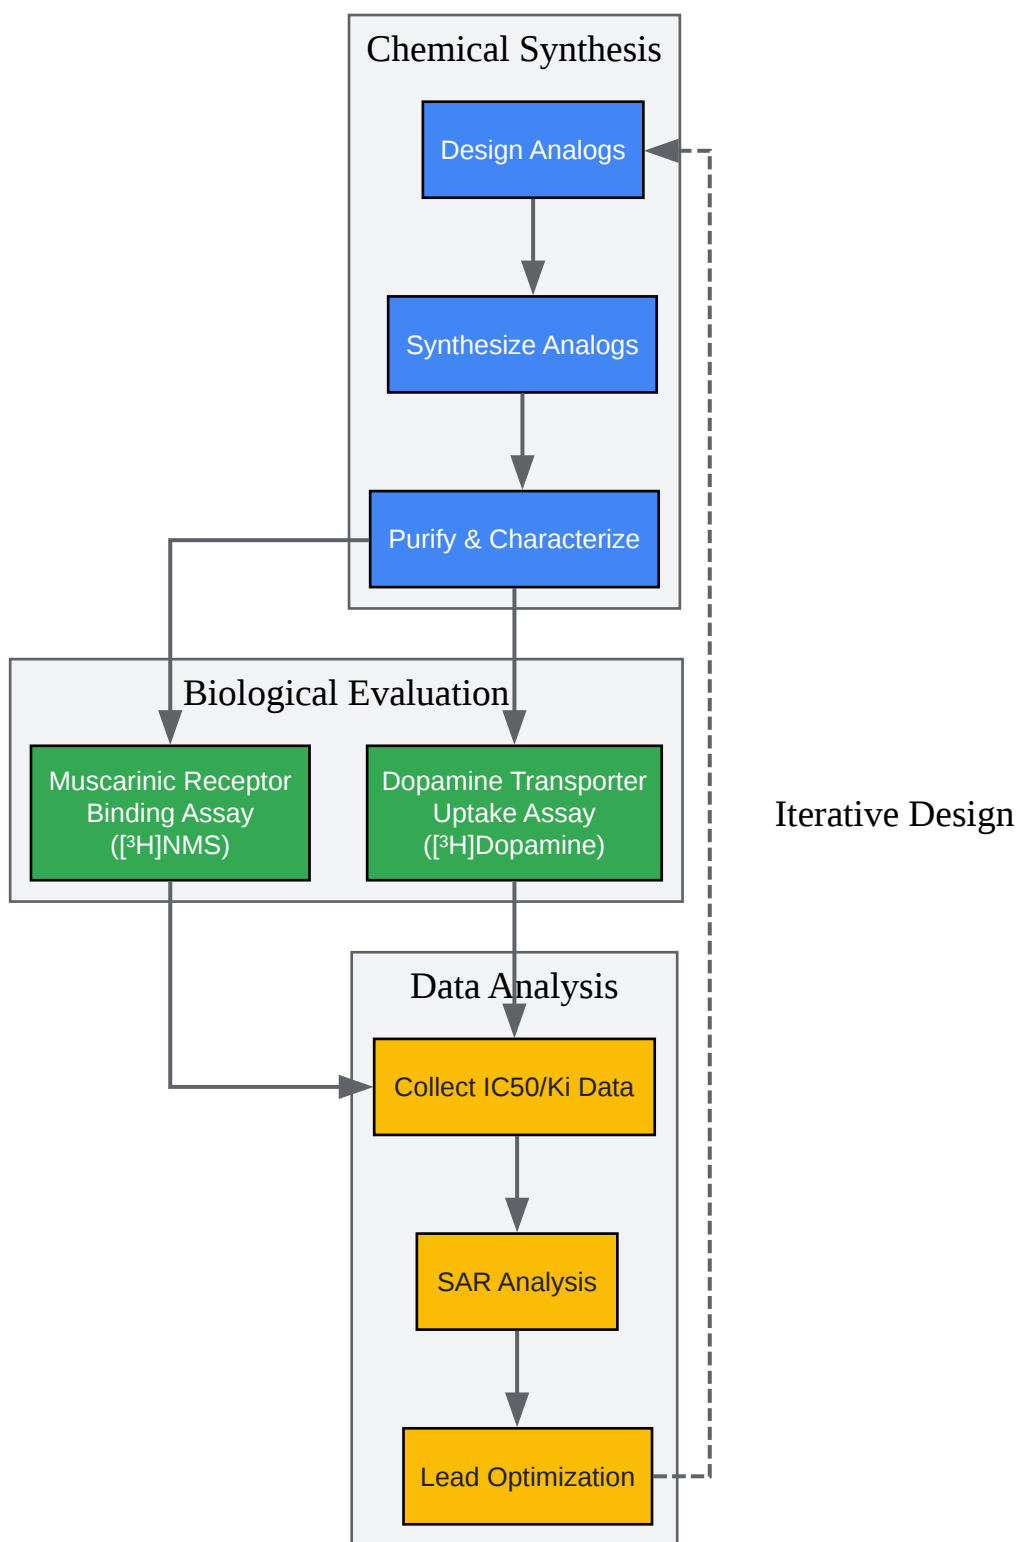 Chemical Synthesis
Design Analogs
Synthesize Analogs
Purify & Characterize
Biological Evaluation
Muscarinic Receptor
Binding Assay
([³H]NMS)
Dopamine Transporter
Uptake Assay
([³H]Dopamine)
Iterative Design
Data Analysis
Collect IC50/Ki Data
SAR Analysis
Lead Optimization